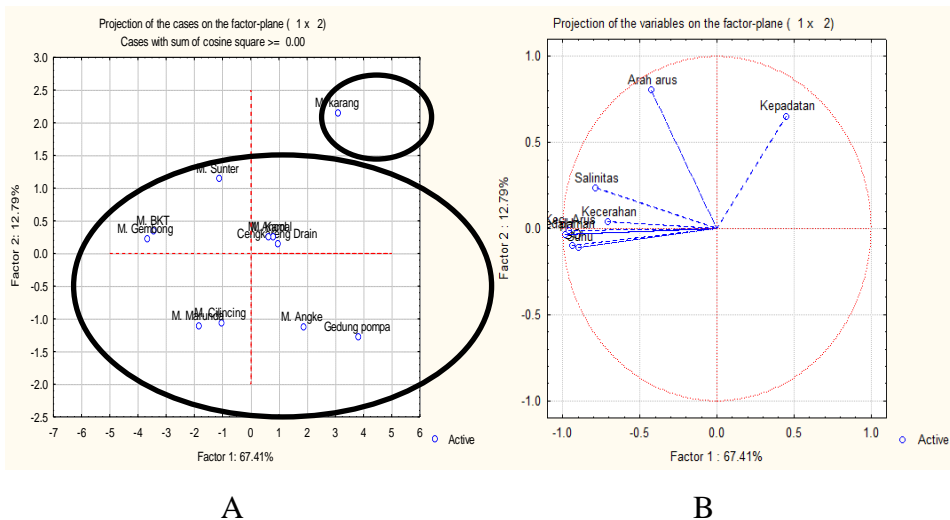 Projection of the cases on the factor-plane ( 1 x 2)
Cases with sum of cosine square >= 0.00
3.0
2.5
2.0
1.5
1.0
0.5
0.0
-0.5
-1.0
-1.5
-2.0
-2.5
Factor 2: 12.79%
M. karang
M. Sunter
M. BKT
M. Gembong
Cengkareng Drain
M. Cilincing
M. Marunda
M. Angke
Gedung pompa
-7 -6 -5 -4 -3 -2 -1 0 1 2 3 4 5 6
Factor 1: 67.41%
Active
A
Projection of the variables on the factor-plane ( 1 x 2)
1.0
0.5
0.0
-0.5
-1.0
Factor 2 : 12.79%
Arah arus
Kepadatan
Salinitas
Kecerahan
Arus
Suhu
-1.0 -0.5 0.0 0.5 1.0
Factor 1 : 67.41%
Active
B